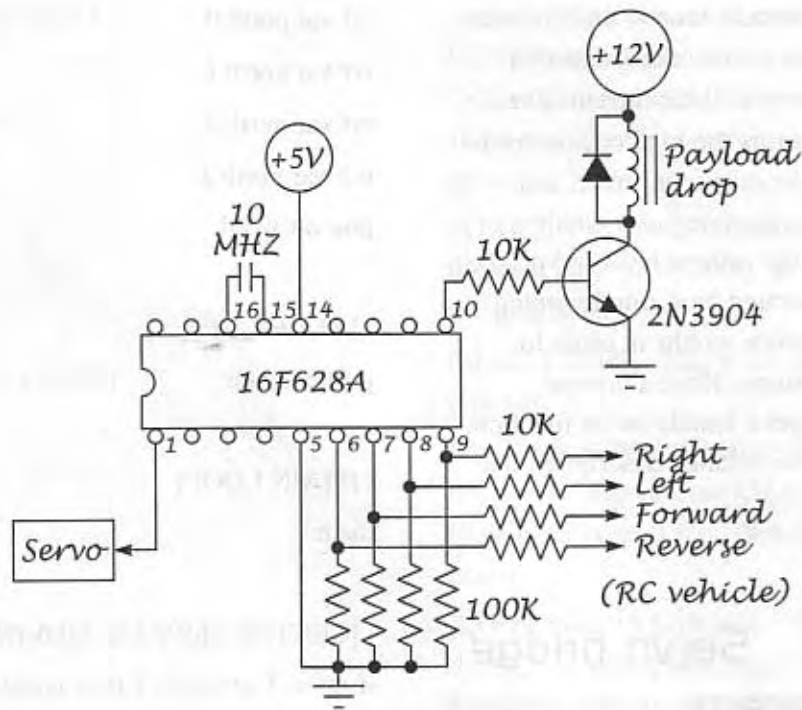 +12V
+5V
Payload
drop
10
MHZ
10K
16 15 14
10
2N3904
16F628A
1
5 6 7 8 9
10K
Right
Left
Forward
Reverse
Servo
(RC vehicle)
100K